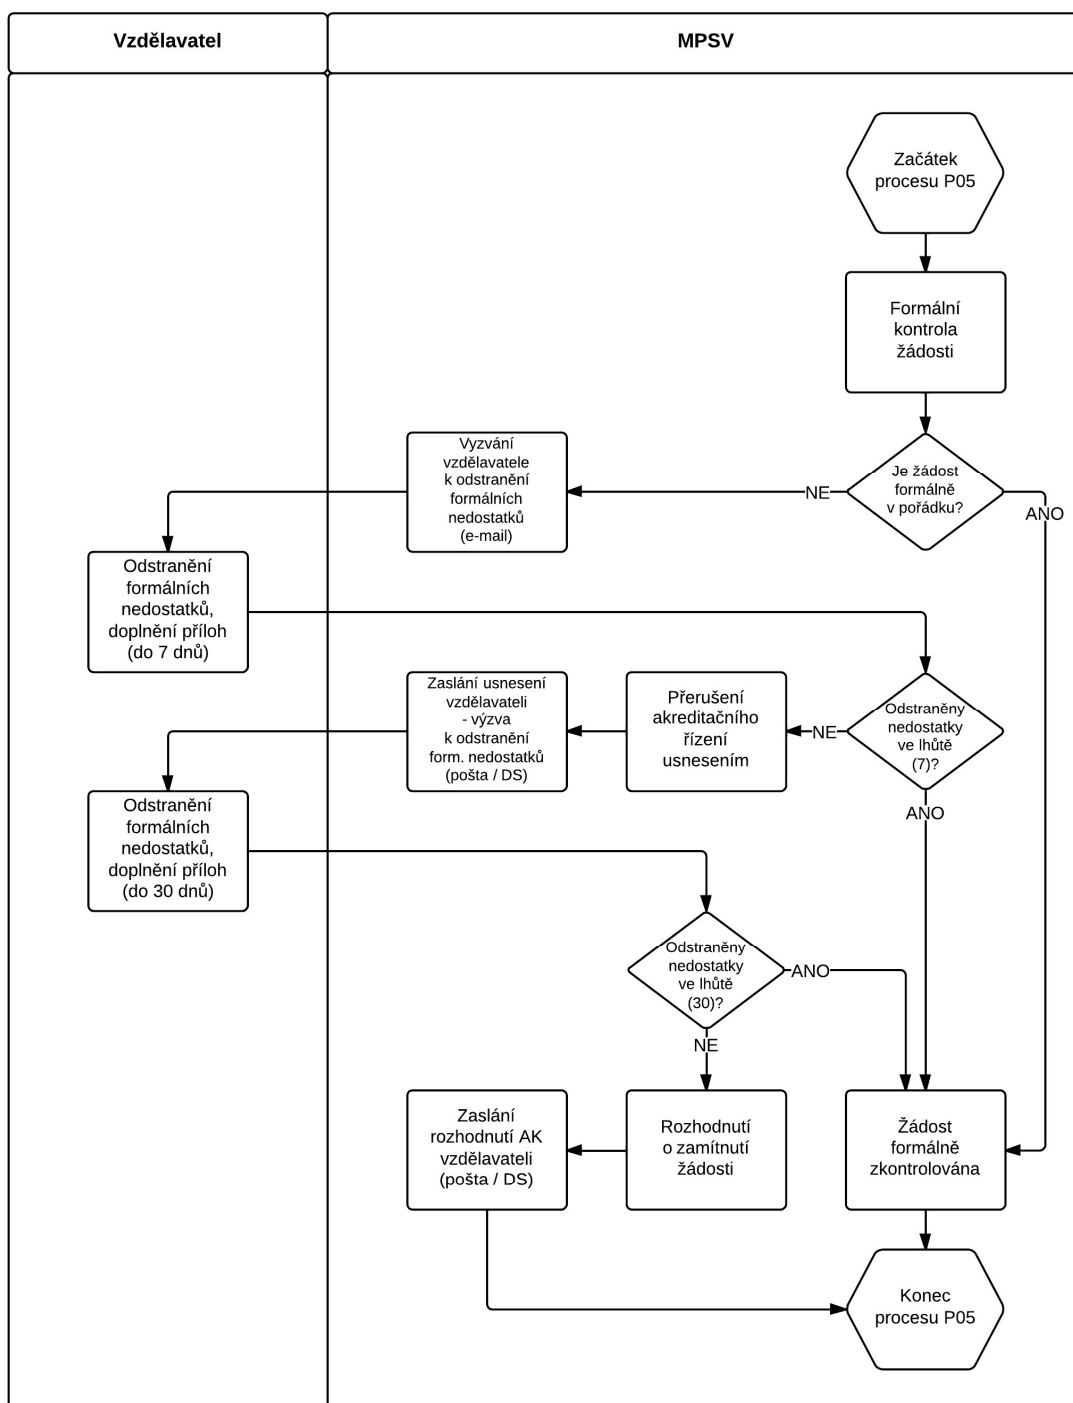 Vzdělavatel
MPSV
Začátek
procesu P05
Formální
kontrola
žádosti
Je žádost
formálně
v pořádku?
NE
ANO
Vyzvání
vzdělavatele
k odstranění
formálních
nedostatků
(e-mail)
Odstranění
formálních
nedostatků,
doplnění příloh
(do 7 dnů)
Odstraněny
nedostatky
ve lhůtě
(7)?
NE
ANO
Přerušení
akreditačního
řízení
usnesením
Zaslání usnesení
vzdělavateli
- výzva
k odstranění
form. nedostatků
(pošta / DS)
Odstranění
formálních
nedostatků,
doplnění příloh
(do 30 dnů)
Odstraněny
nedostatky
ve lhůtě
(30)?
ANO
NE
Zaslání
rozhodnutí AK
vzdělavateli
(pošta / DS)
Rozhodnutí
o zamítnutí
žádosti
Žádost
formálně
zkontrolována
Konec
procesu P05